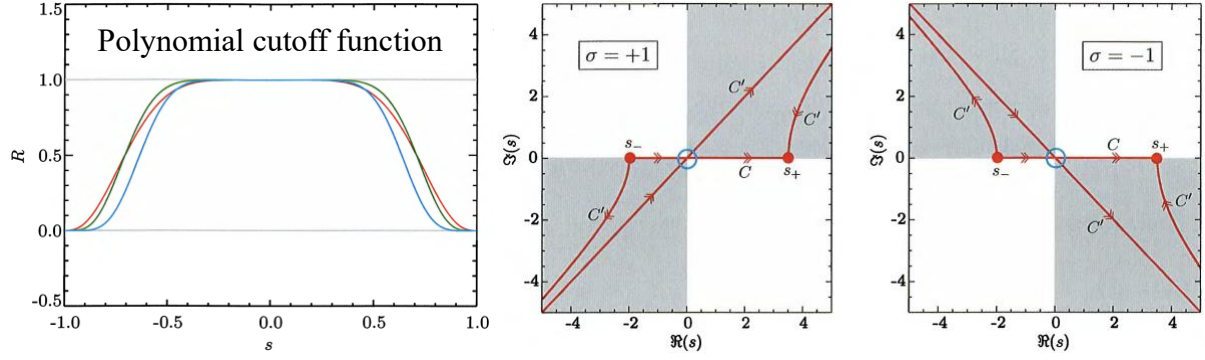 Polynomial cutoff function
1.5
1.0
0.5
0.0
-0.5
R
-1.0 -0.5 0.0 0.5 1.0
s
σ = +1
4
2
0
-2
-4
ℑ(s)
C′
C′
s₋
s₊
C
C′
-4 -2 0 2 4
ℜ(s)
σ = −1
4
2
0
-2
-4
ℑ(s)
C′
C
s₋
s₊
C′
C′
-4 -2 0 2 4
ℜ(s)